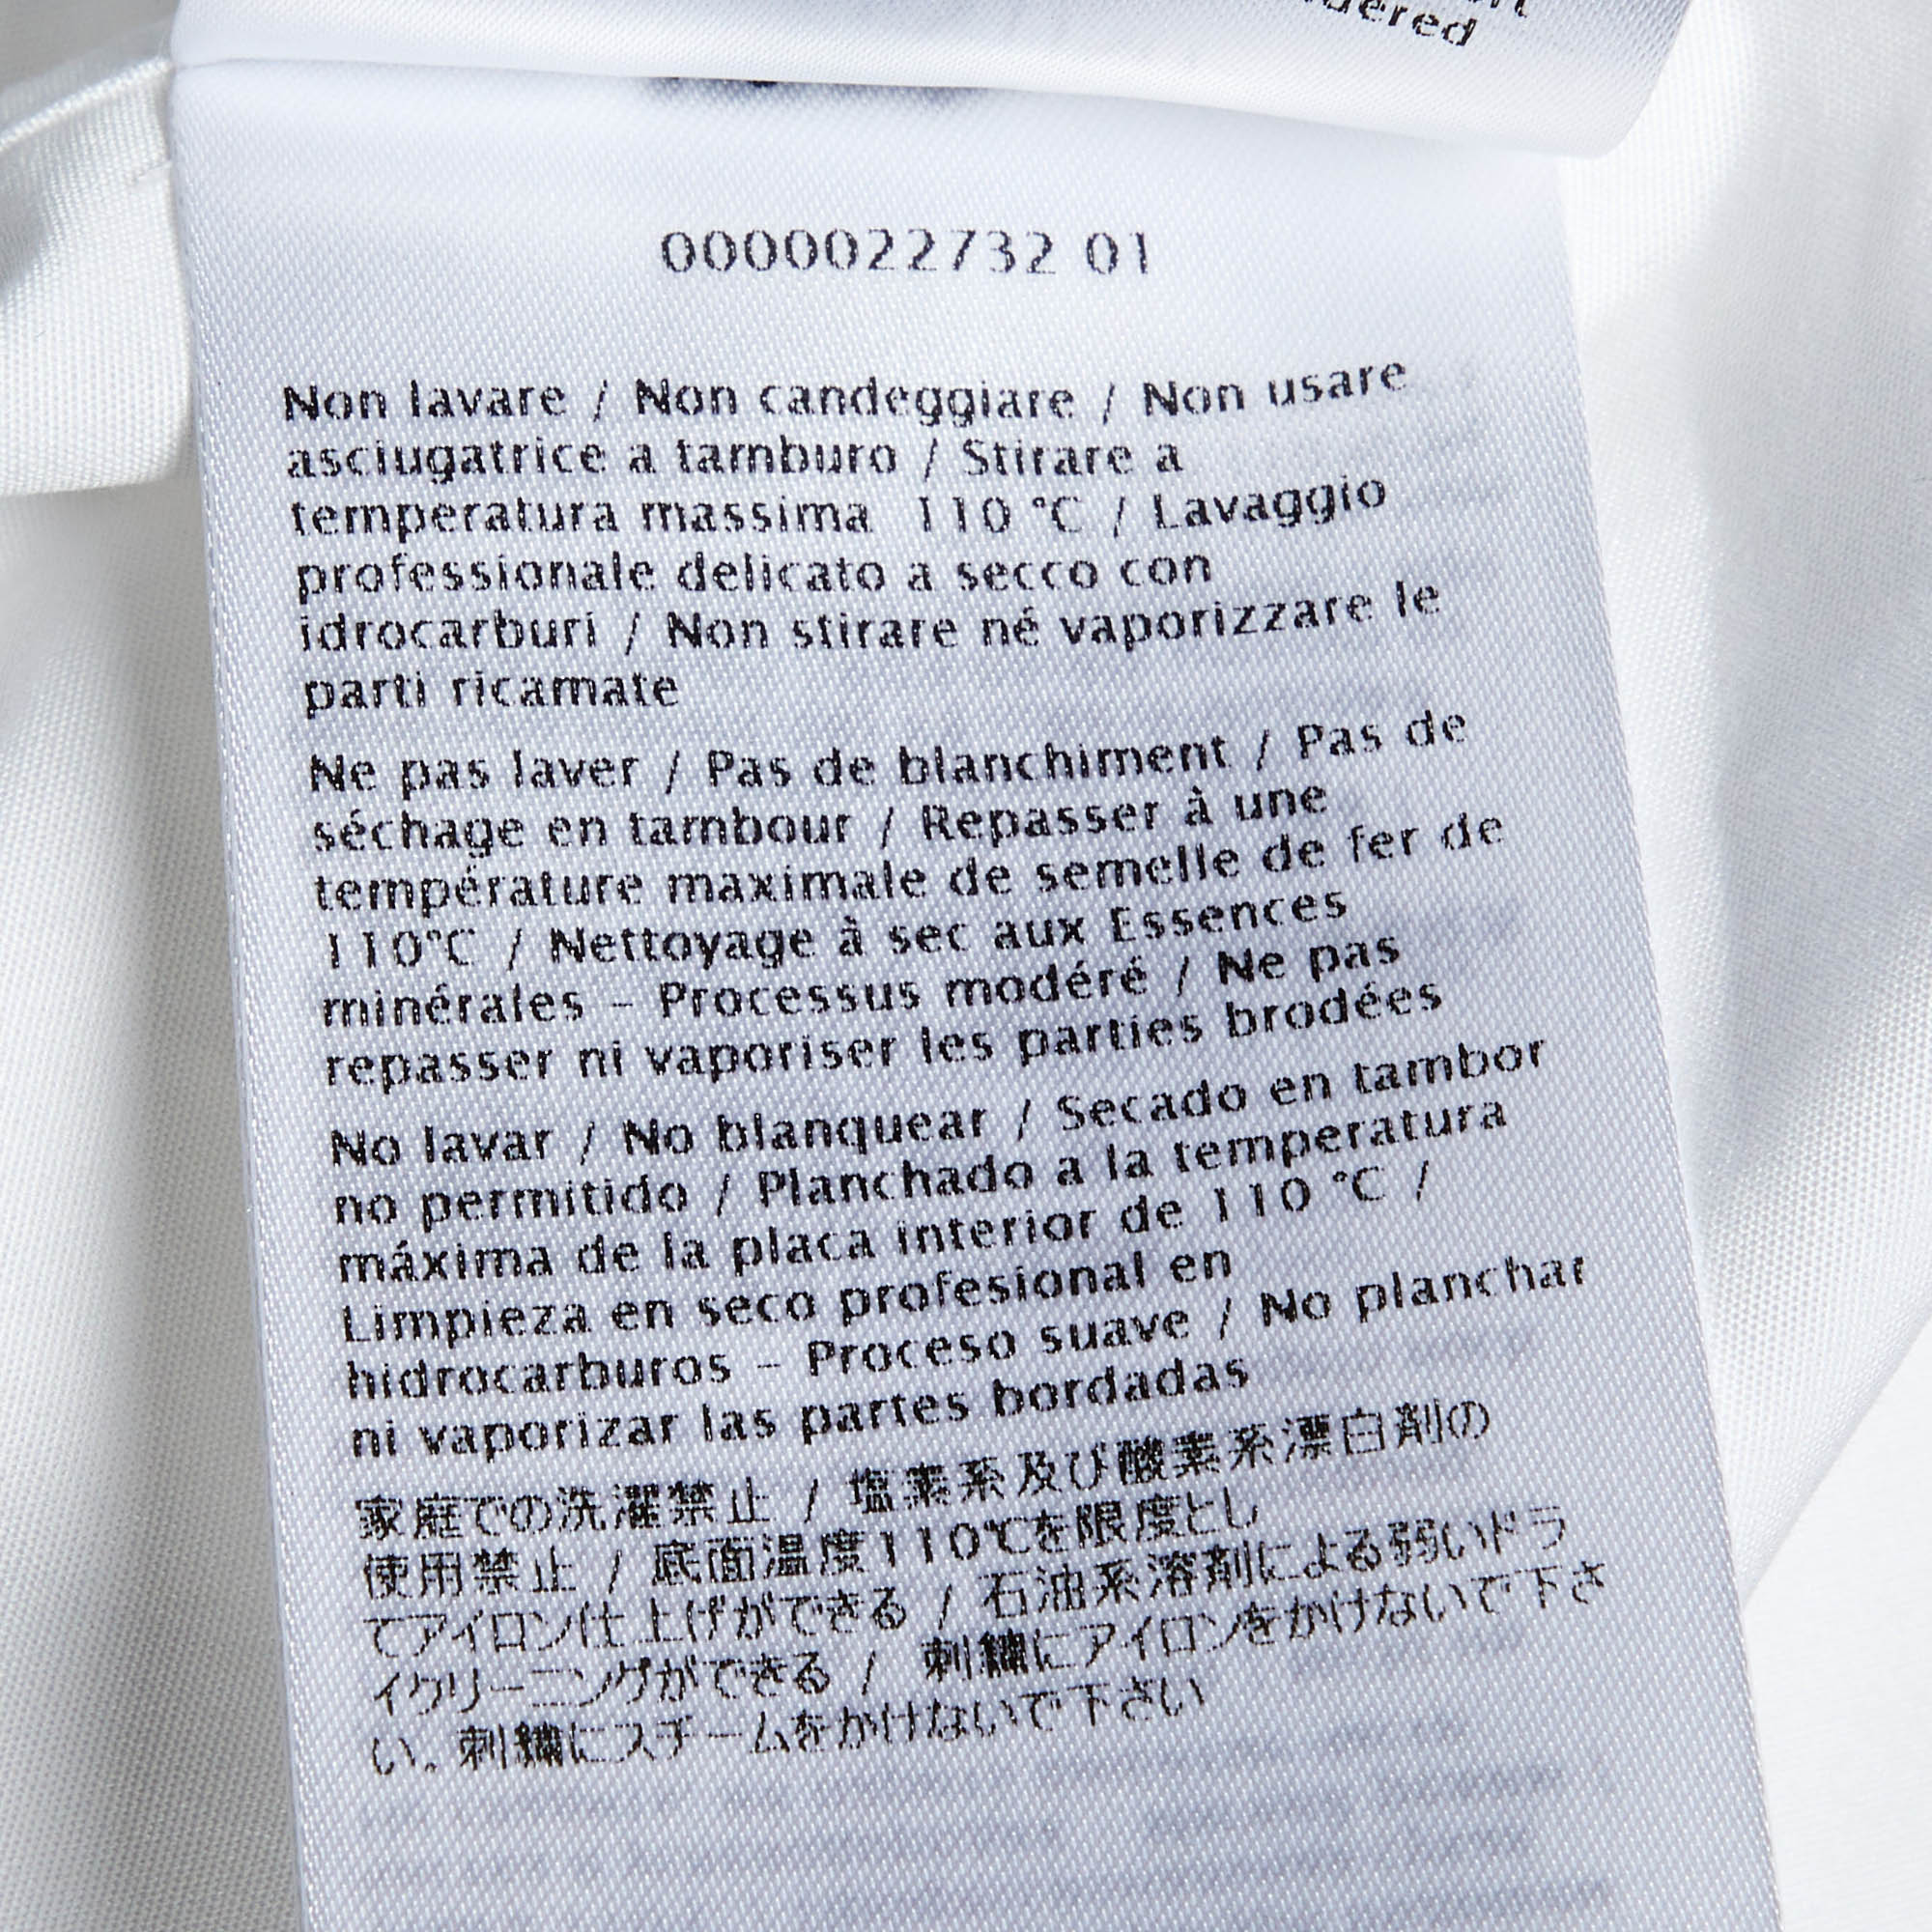 dered
0000022732 01
Non lavare / Non candeggiare / Non usare
asciugatrice a tamburo / Stirare a
temperatura massima 110 °C / Lavaggio
professionale delicato a secco con
idrocarburi / Non stirare né vaporizzare le
parti ricamate
Ne pas laver / Pas de blanchiment / Pas de
séchage en tambour / Repasser à une
température maximale de semelle de fer de
110°C / Nettoyage à sec aux Essences
minérales – Processus modéré / Ne pas
repasser ni vaporiser les parties brodées
No lavar / No blanquear / Secado en tambor
no permitido / Planchado a la temperatura
máxima de la placa interior de 110 °C /
Limpieza en seco profesional en
hidrocarburos – Proceso suave / No planchar
ni vaporizar las partes bordadas
家庭での洗濯禁止 / 塩素系及び酸素系漂白剤の
使用禁止 / 底面温度110℃を限度とし
てアイロン仕上げができる / 石油系溶剤による弱いドラ
イクリーニングができる / 刺繍にアイロンをかけないで下さ
い。刺繍にスチームをかけないで下さい